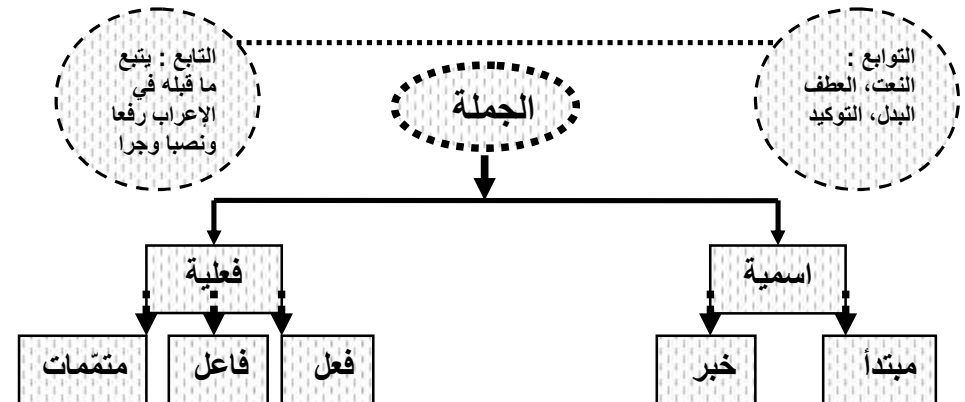 التوابع :
النعت، العطف
البدل، التوكيد
التابع : يتبع
ما قبله في
الإعراب رفعا
ونصبا وجرا
الجملة
اسمية
فعلية
مبتدأ
خبر
فعل
فاعل
متمّمات